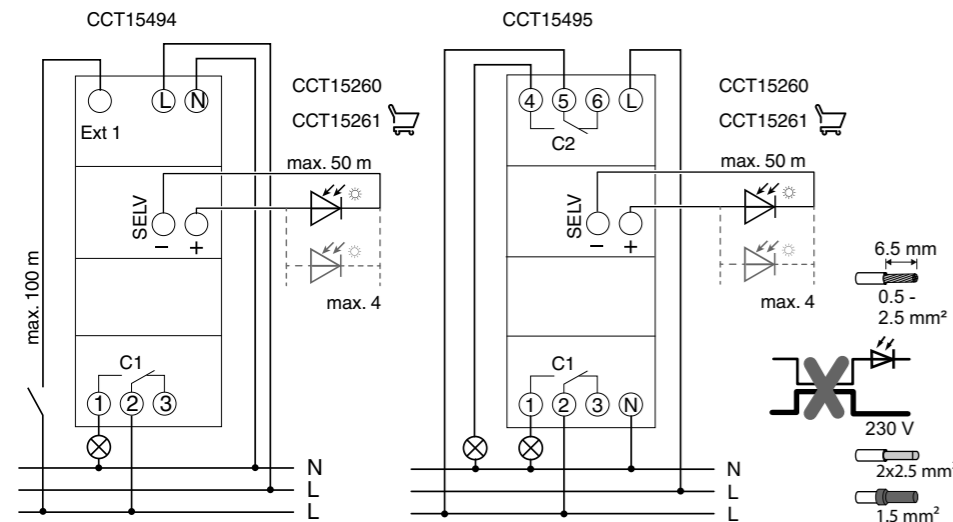 CCT15494
L N
Ext 1
CCT15260
CCT15261
max. 50 m
SELV
– +
max. 4
max. 100 m
C1
1 2 3
N
L
L
CCT15495
4 5 6 L
C2
CCT15260
CCT15261
max. 50 m
SELV
– +
max. 4
C1
1 2 3 N
N
L
L
6.5 mm
0.5 -
2.5 mm²
230 V
2x2.5 mm²
1.5 mm²